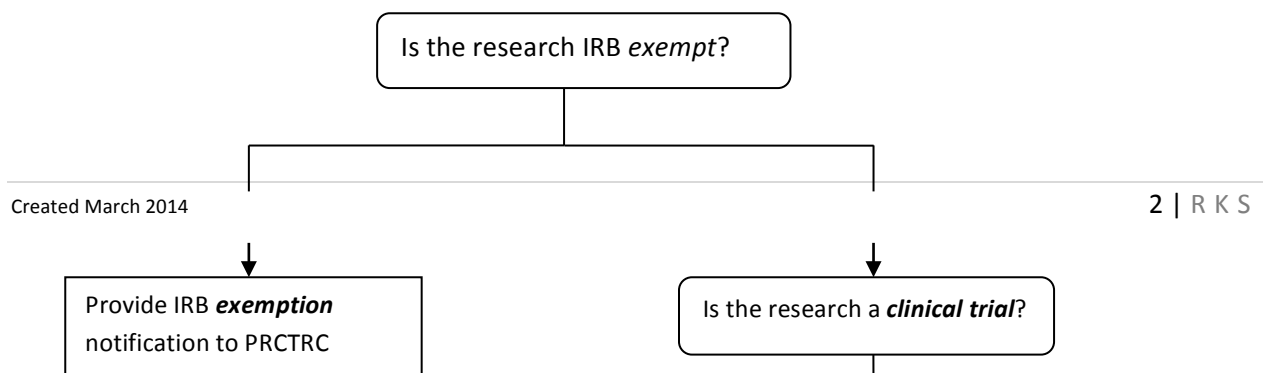 Is the research IRB exempt?
Created March 2014
2 | R K S
Provide IRB exemption
notification to PRCTRC
Is the research a clinical trial?